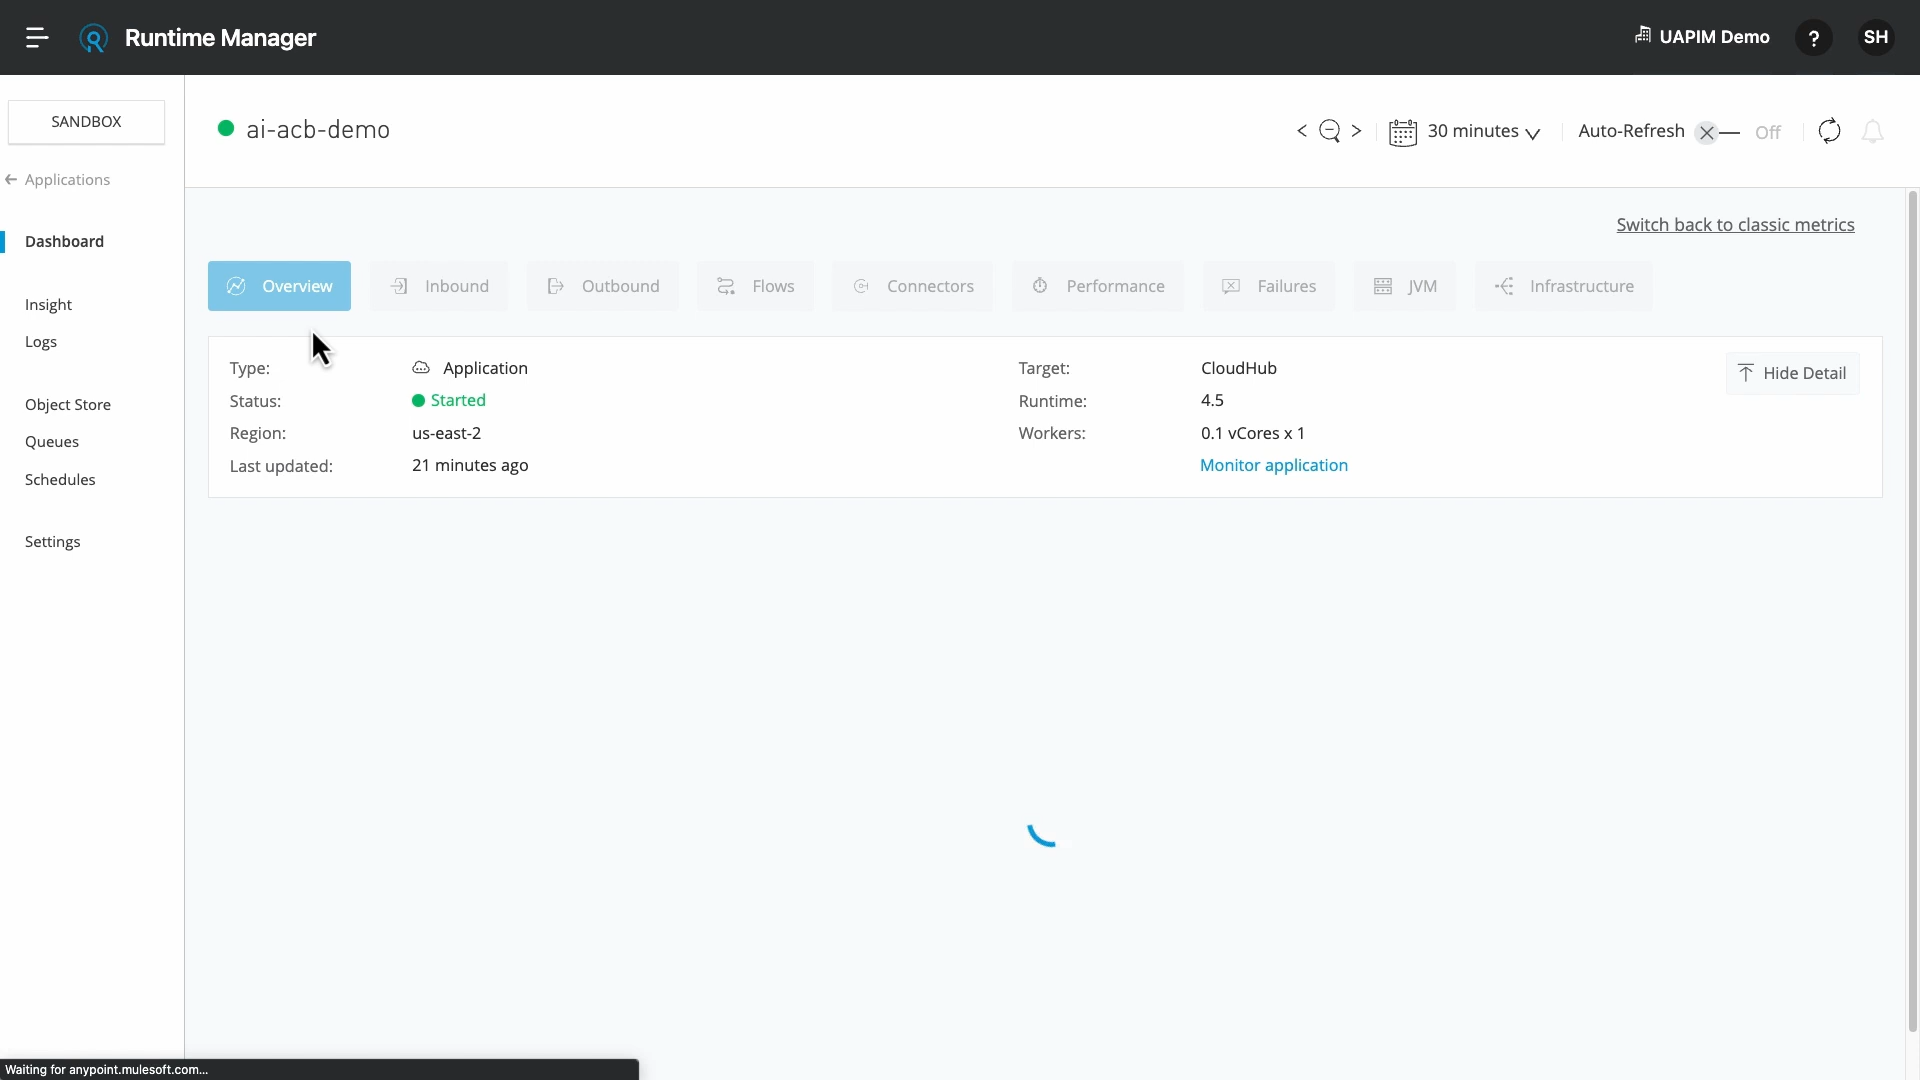 Runtime Manager
UAPIM Demo
?
SH
SANDBOX
ai-acb-demo
30 minutes
Auto-Refresh
Off
Applications
Switch back to classic metrics
Dashboard
Overview
Inbound
Outbound
Flows
Connectors
Performance
Failures
JVM
Infrastructure
Insight
Logs
Object Store
Queues
Schedules
Settings
Type: Application
Status: Started
Region: us-east-2
Last updated: 21 minutes ago
Target: CloudHub
Runtime: 4.5
Workers: 0.1 vCores x 1
Monitor application
Hide Detail
Waiting for anypoint.mulesoft.com...